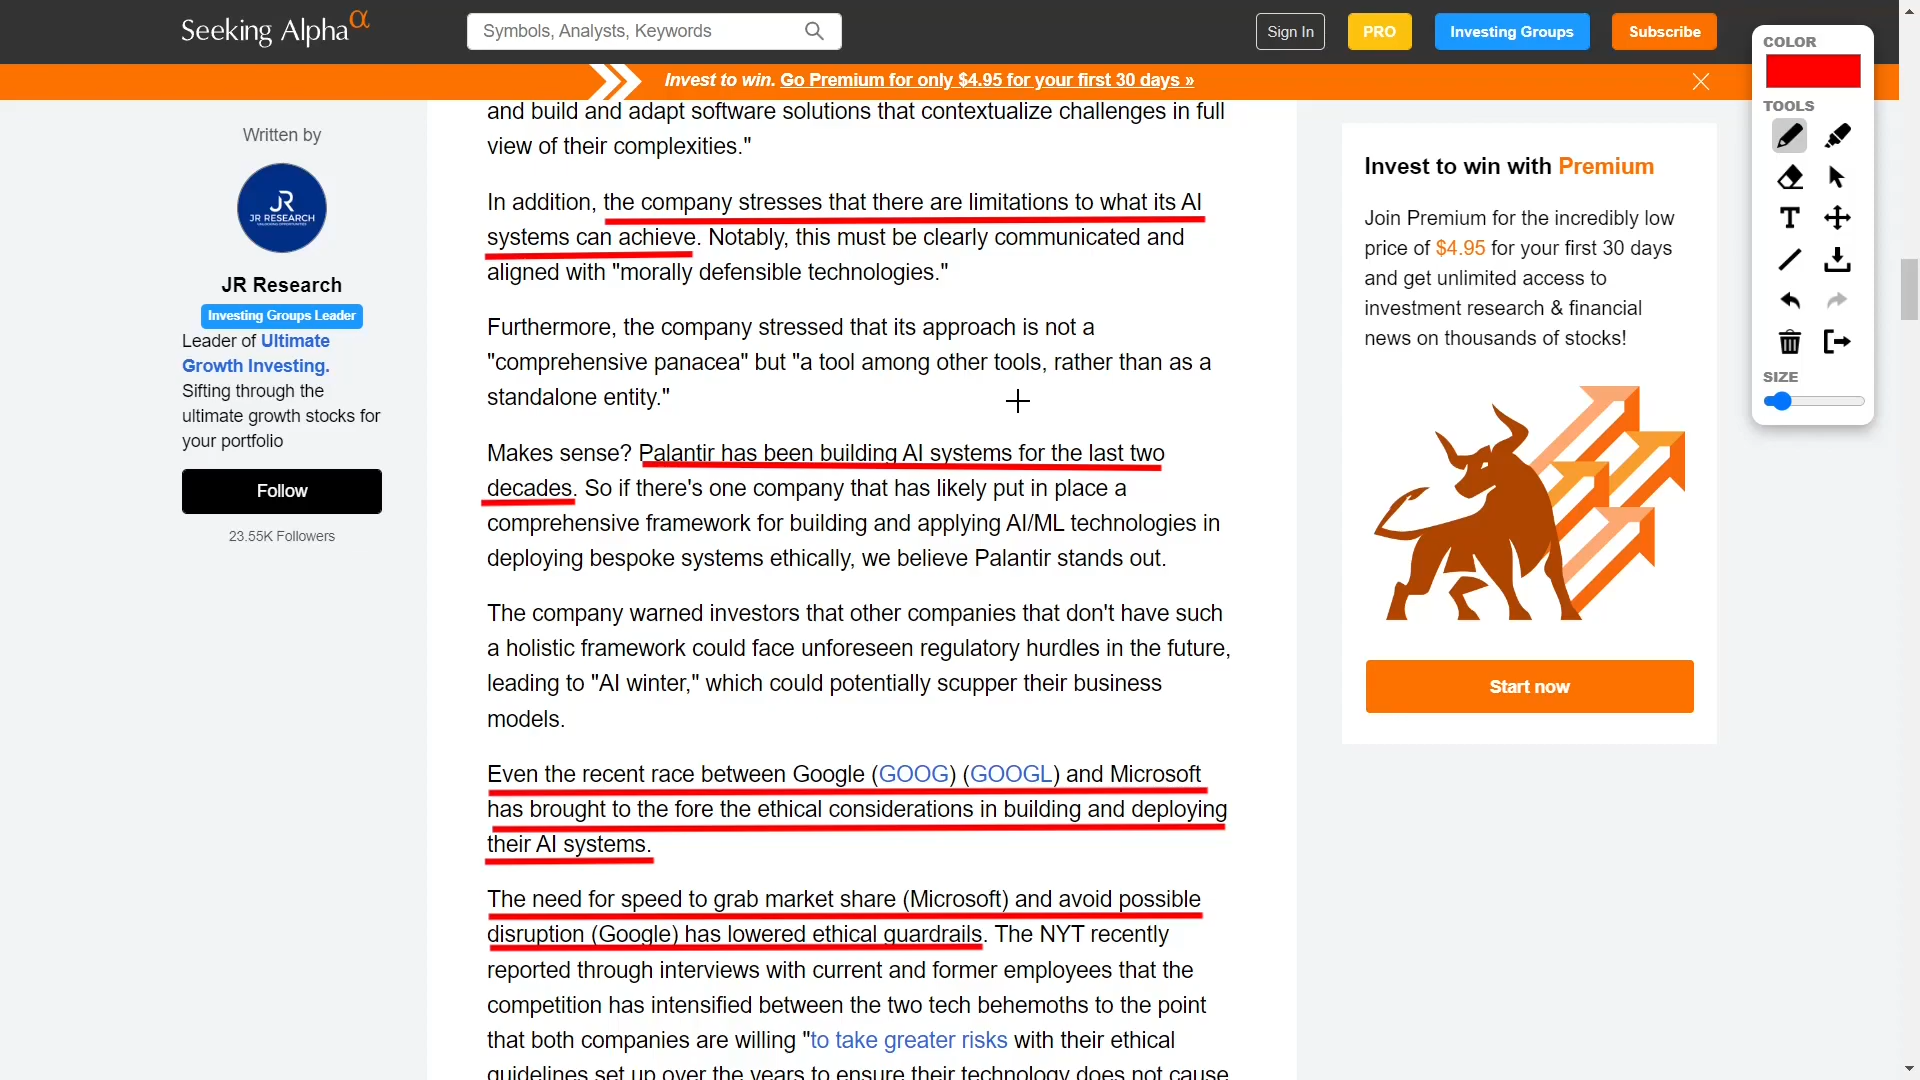 Seeking Alpha α
Symbols, Analysts, Keywords
Sign In
PRO
Investing Groups
Subscribe
Invest to win. Go Premium for only $4.95 for your first 30 days »
Written by
JR
JR RESEARCH
JR Research
Investing Groups Leader
Leader of Ultimate
Growth Investing.
Sifting through the
ultimate growth stocks for
your portfolio
Follow
23.55K Followers
and build and adapt software solutions that contextualize challenges in full
view of their complexities."
In addition, the company stresses that there are limitations to what its AI
systems can achieve. Notably, this must be clearly communicated and
aligned with "morally defensible technologies."
Furthermore, the company stressed that its approach is not a
"comprehensive panacea" but "a tool among other tools, rather than as a
standalone entity."
Makes sense? Palantir has been building AI systems for the last two
decades. So if there's one company that has likely put in place a
comprehensive framework for building and applying AI/ML technologies in
deploying bespoke systems ethically, we believe Palantir stands out.
The company warned investors that other companies that don't have such
a holistic framework could face unforeseen regulatory hurdles in the future,
leading to "AI winter," which could potentially scupper their business
models.
Even the recent race between Google (GOOG) (GOOGL) and Microsoft
has brought to the fore the ethical considerations in building and deploying
their AI systems.
The need for speed to grab market share (Microsoft) and avoid possible
disruption (Google) has lowered ethical guardrails. The NYT recently
reported through interviews with current and former employees that the
competition has intensified between the two tech behemoths to the point
that both companies are willing "to take greater risks with their ethical
guidelines set up over the years to ensure their technology does not cause
Invest to win with Premium
Join Premium for the incredibly low
price of $4.95 for your first 30 days
and get unlimited access to
investment research & financial
news on thousands of stocks!
Start now
COLOR
TOOLS
T
SIZE